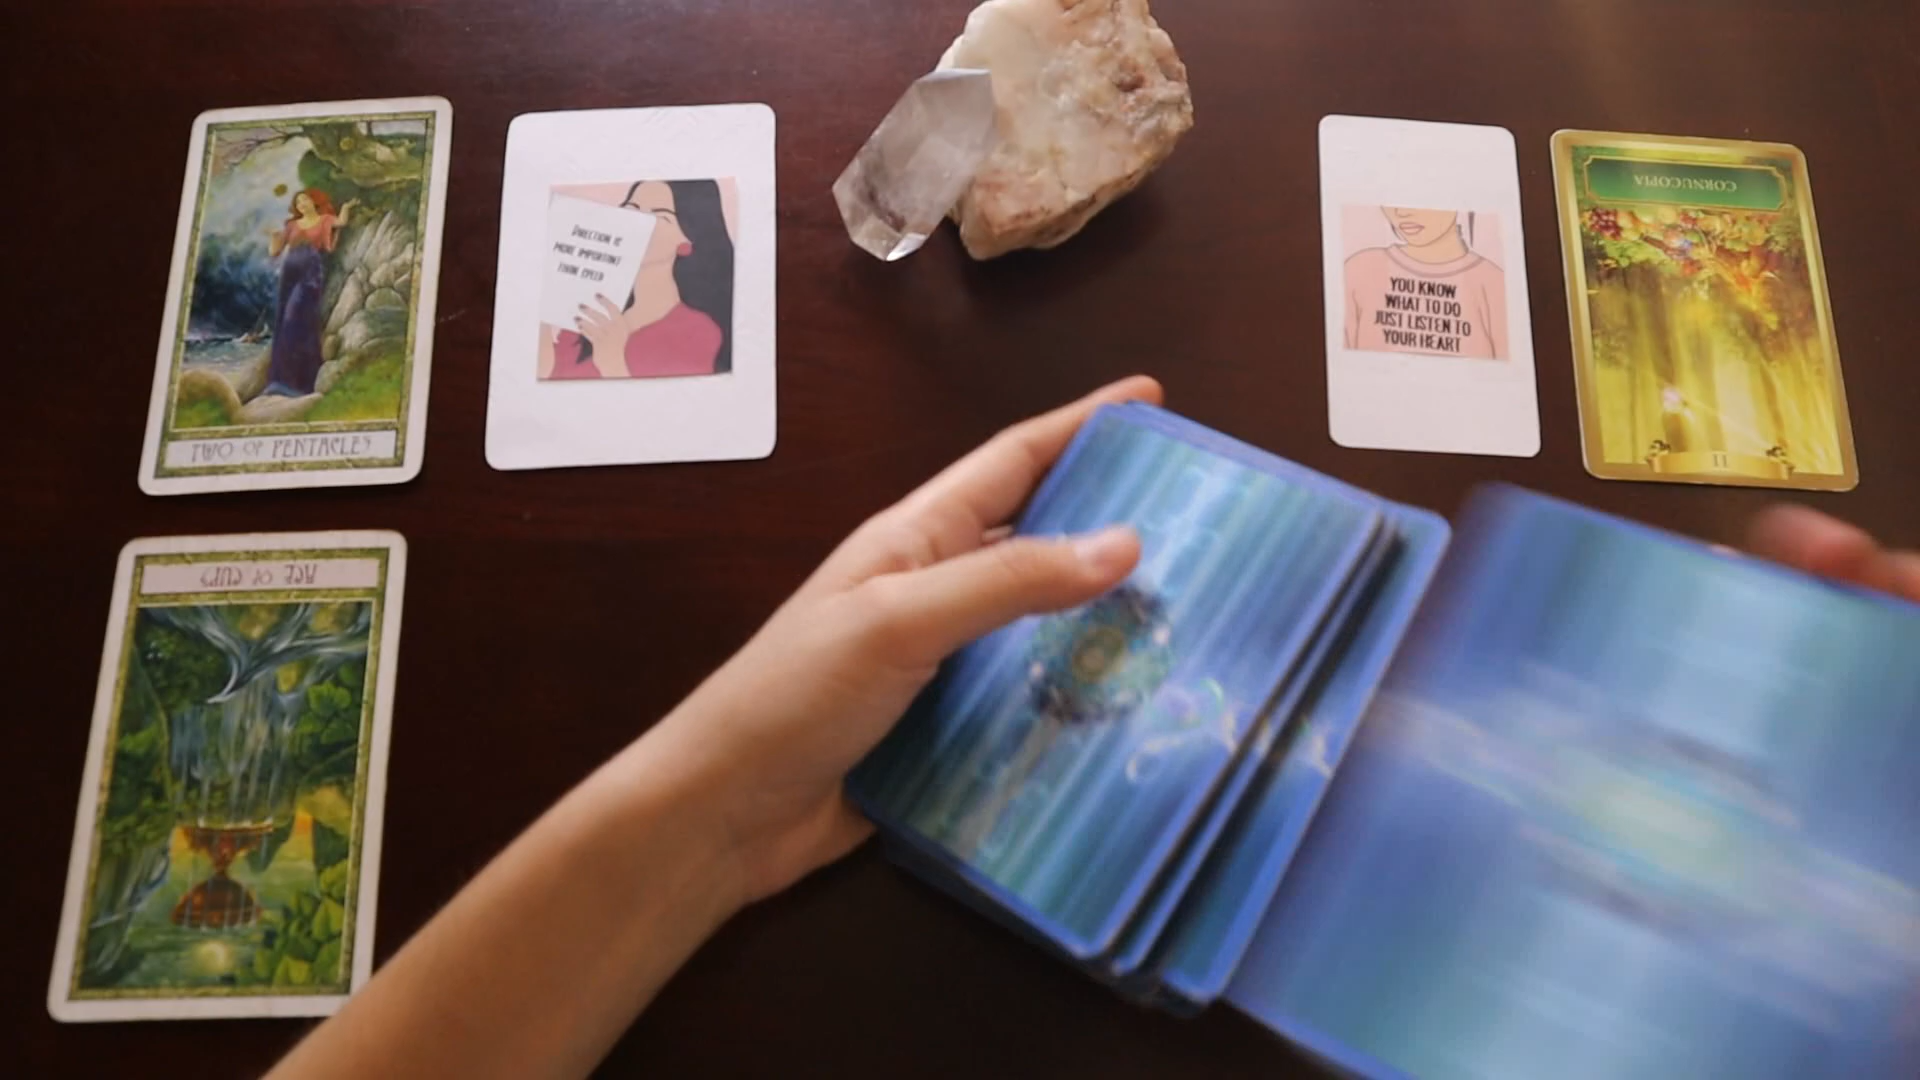 TWO OF PENTACLES
DIRECTION IS
MORE IMPORTANT
THAN SPEED
YOU KNOW
WHAT TO DO
JUST LISTEN TO
YOUR HEART
CORNUCOPIA
II
ACE OF CUPS